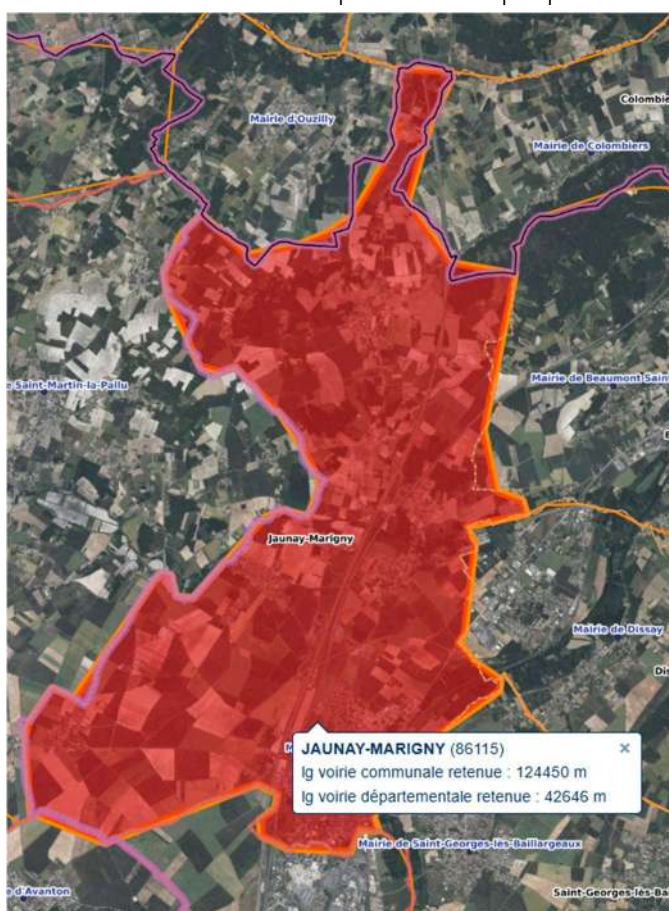 Colombie
Mairie d'Ouzilly
Mairie de Colombiers
e Saint-Martin-la-Pallu
Mairie de Beaumont Sain
Jaunay-Marigny
Mairie de Dissay
Dis
M
JAUNAY-MARIGNY (86115) ×
lg voirie communale retenue : 124450 m
lg voirie départementale retenue : 42646 m
Mairie de Saint-Georges-lès-Baillargeaux
e d'Avanton
Saint-Georges-lès-Ba